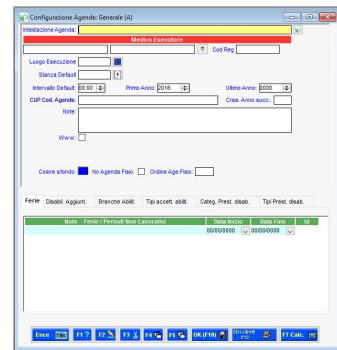 Configurazione Agende: Generale (A)
Intestazione Agenda:
Medico Esecutore
Cod Reg
Luogo Esecuzione
Stanza Default
Intervallo Default: 00:00 Primo Anno: 2016 Ultimo Anno: 0000
CUP Cod. Agenda: Crea. Anno succ.:
Note:
Www:
Colore sfondo: No Agenda Fisio Ordine Age Fisio:
Ferie Disabil. Aggiunt. Branche Abilit. Tipi accett. abilit. Categ. Prest. disab. Tipi Prest. disab.
Note Ferie / Periodi Non Lavorativi Data Inizio Data Fine Id
00/00/0000 00/00/0000
Esce F1 ? F2 F3 F4 F5 OK (F10) Ctrl-Shift F12 F7 Calc.